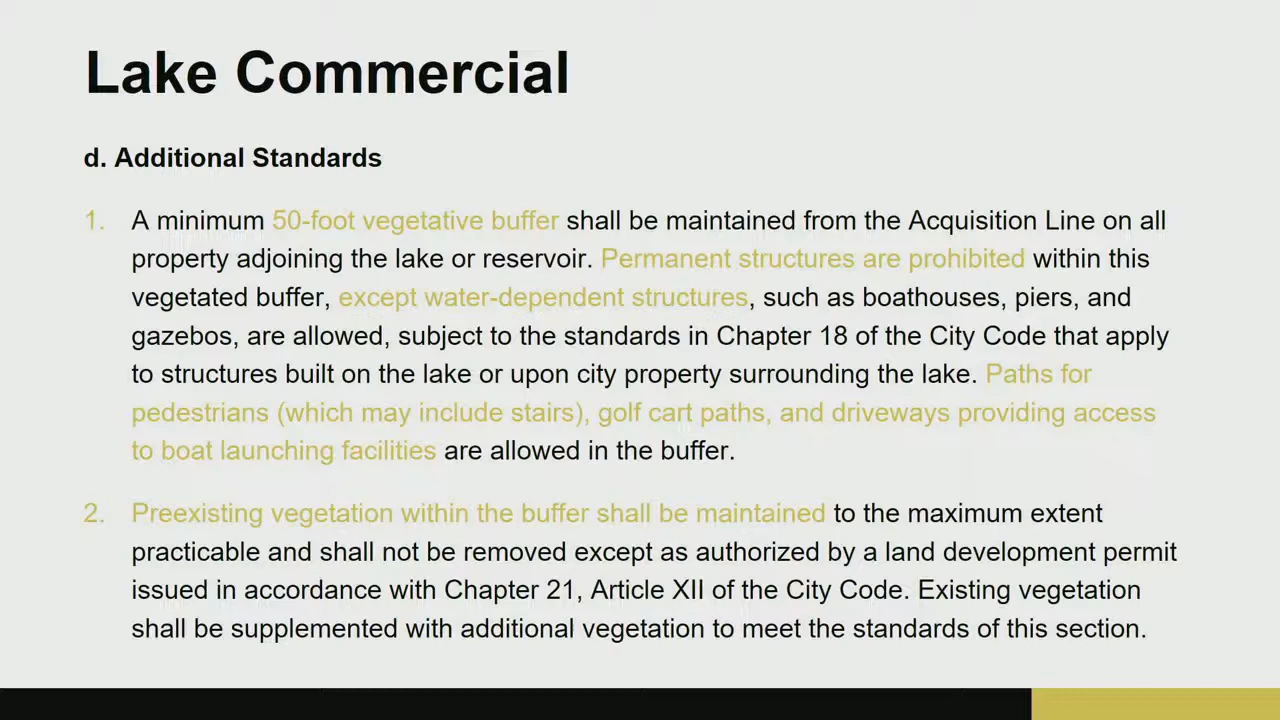 Lake Commercial
d. Additional Standards
1. A minimum 50-foot vegetative buffer shall be maintained from the Acquisition Line on all
property adjoining the lake or reservoir. Permanent structures are prohibited within this
vegetated buffer, except water-dependent structures, such as boathouses, piers, and
gazebos, are allowed, subject to the standards in Chapter 18 of the City Code that apply
to structures built on the lake or upon city property surrounding the lake. Paths for
pedestrians (which may include stairs), golf cart paths, and driveways providing access
to boat launching facilities are allowed in the buffer.
2. Preexisting vegetation within the buffer shall be maintained to the maximum extent
practicable and shall not be removed except as authorized by a land development permit
issued in accordance with Chapter 21, Article XII of the City Code. Existing vegetation
shall be supplemented with additional vegetation to meet the standards of this section.